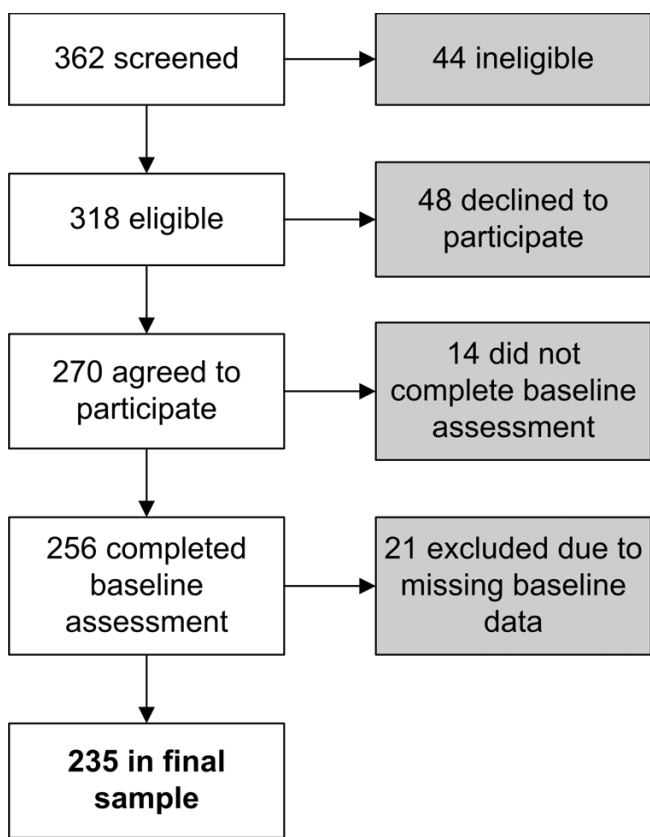 362 screened
44 ineligible
318 eligible
48 declined to
participate
270 agreed to
participate
14 did not
complete baseline
assessment
256 completed
baseline
assessment
21 excluded due to
missing baseline
data
235 in final
sample